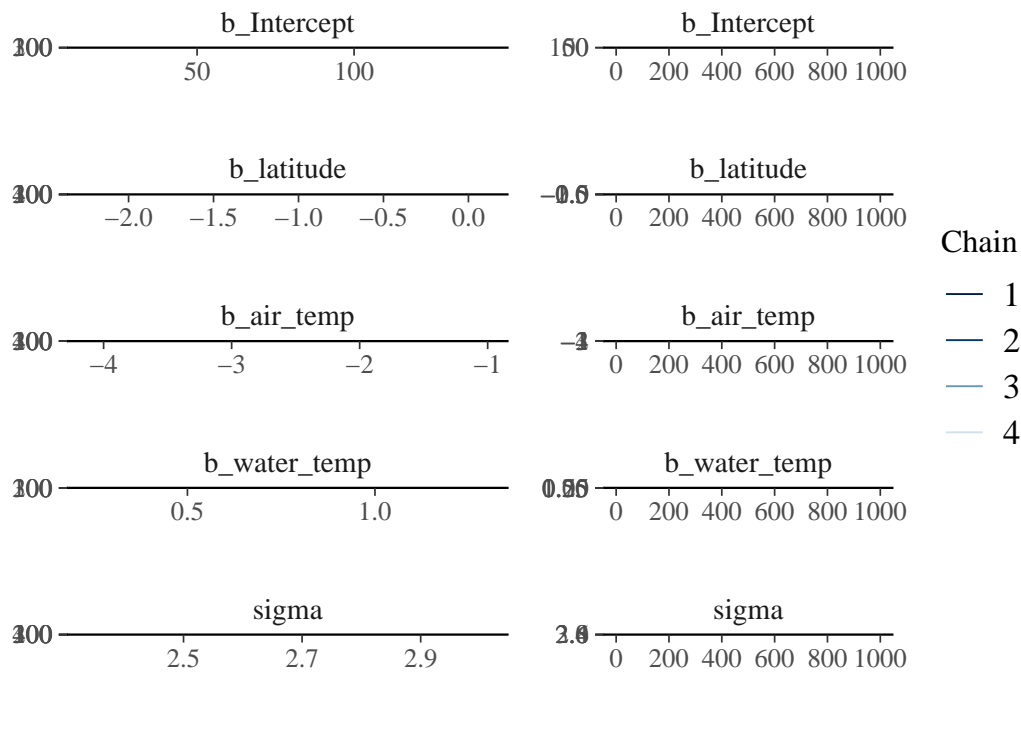 b_Intercept
50 100
b_Intercept
0 200 400 600 800 1000
b_latitude
−2.0 −1.5 −1.0 −0.5 0.0
b_latitude
0 200 400 600 800 1000
b_air_temp
−4 −3 −2 −1
b_air_temp
0 200 400 600 800 1000
b_water_temp
0.5 1.0
b_water_temp
0 200 400 600 800 1000
sigma
2.5 2.7 2.9
sigma
0 200 400 600 800 1000
Chain
1
2
3
4